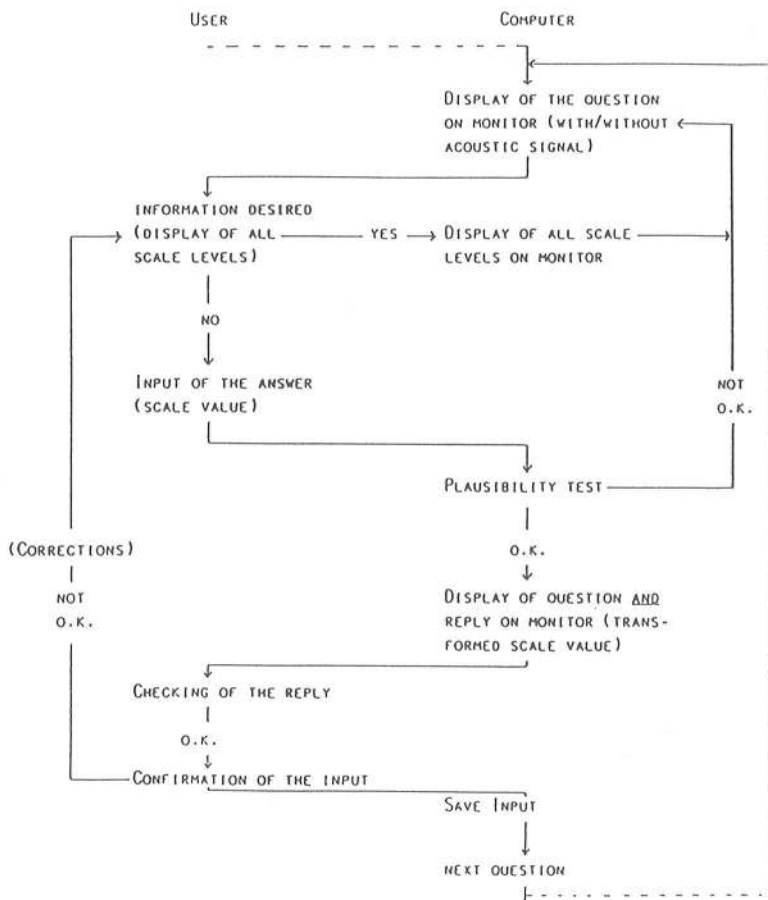 USER COMPUTER
DISPLAY OF THE QUESTION
ON MONITOR (WITH/WITHOUT
ACOUSTIC SIGNAL)
INFORMATION DESIRED
(DISPLAY OF ALL
SCALE LEVELS)
YES
DISPLAY OF ALL SCALE
LEVELS ON MONITOR
NO
INPUT OF THE ANSWER
(SCALE VALUE)
NOT
O.K.
PLAUSIBILITY TEST
O.K.
(CORRECTIONS)
NOT
O.K.
DISPLAY OF QUESTION AND
REPLY ON MONITOR (TRANS-
FORMED SCALE VALUE)
CHECKING OF THE REPLY
O.K.
CONFIRMATION OF THE INPUT
SAVE INPUT
NEXT QUESTION